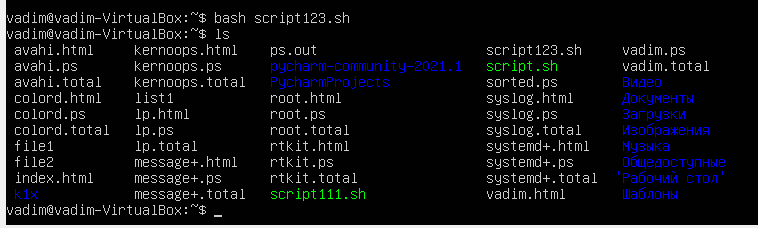 vadim@vadim-VirtualBox:~$ bash script123.sh
vadim@vadim-VirtualBox:~$ ls
avahi.html kernoops.html ps.out script123.sh vadim.ps
avahi.ps kernoops.ps pycharm-community-2021.1 script.sh vadim.total
avahi.total kernoops.total PycharmProjects sorted.ps Видео
colord.html list1 root.html syslog.html Документы
colord.ps lp.html root.ps syslog.ps Загрузки
colord.total lp.ps root.total syslog.total Изображения
file1 lp.total rtkit.html systemd+.html Музыка
file2 message+.html rtkit.ps systemd+.ps Общедоступные
index.html message+.ps rtkit.total systemd+.total 'Рабочий стол'
k1x message+.total script111.sh vadim.html Шаблоны
vadim@vadim-VirtualBox:~$ _